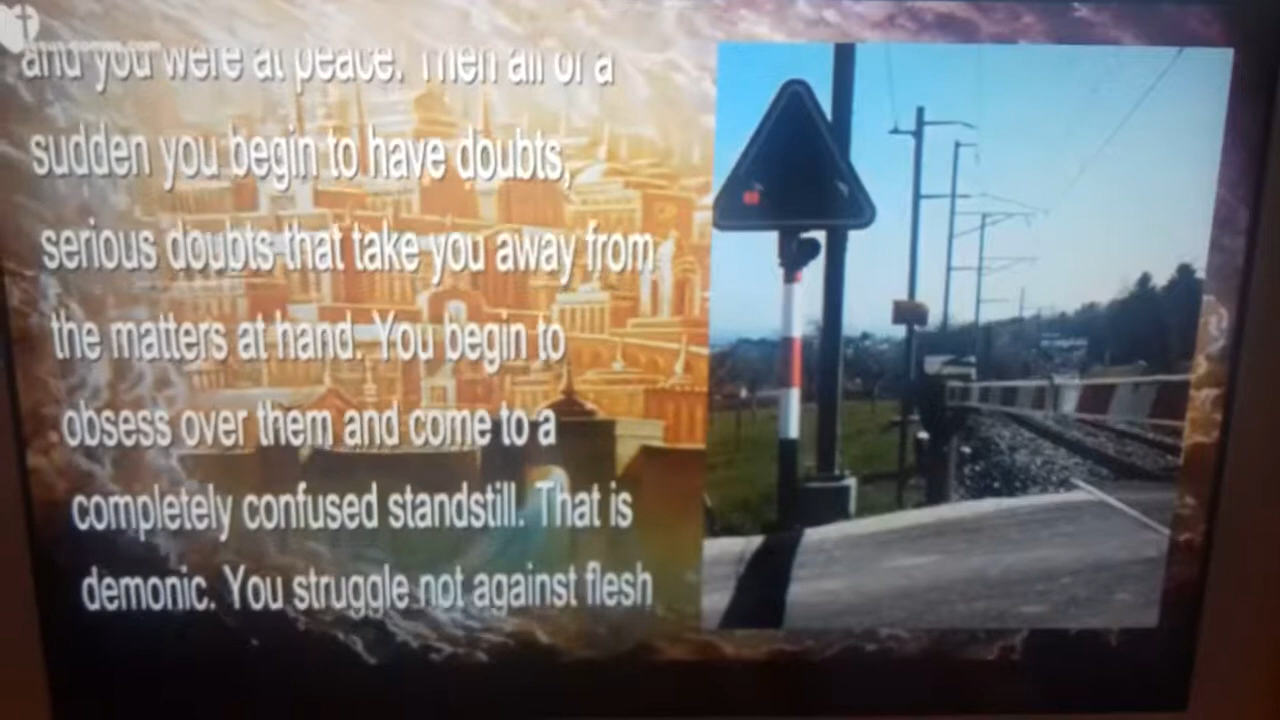 and you were at peace. Then all of a
sudden you begin to have doubts,
serious doubts that take you away from
the matters at hand. You begin to
obsess over them and come to a
completely confused standstill. That is
demonic. You struggle not against flesh